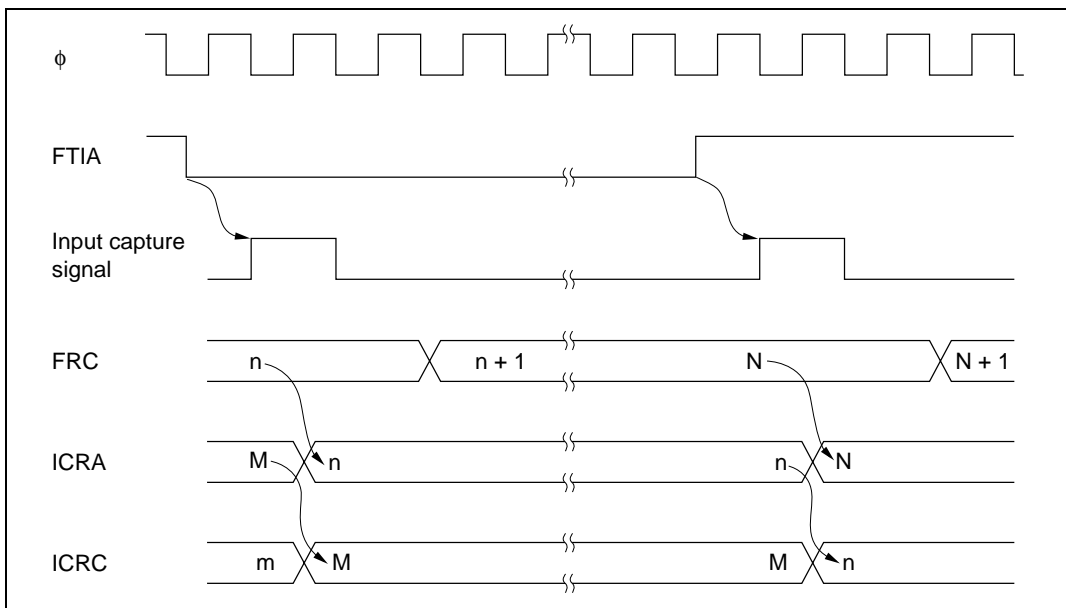 φ
FTIA
Input capture
signal
FRC n n + 1 N N + 1
ICRA M n n N
ICRC m M M n